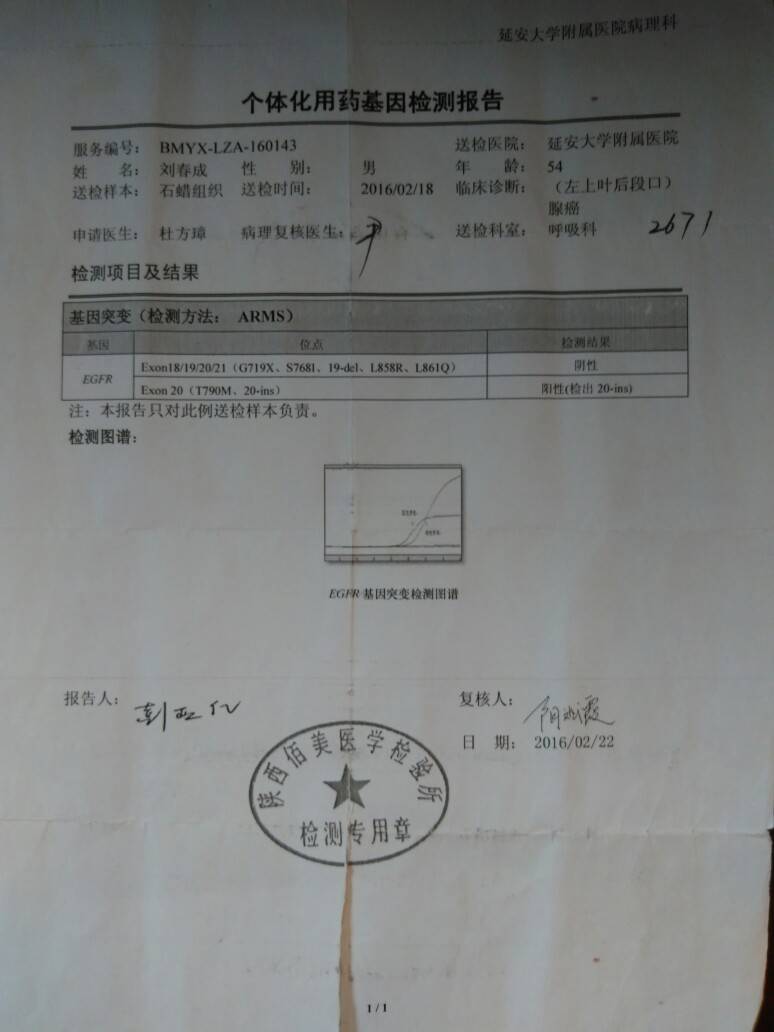 延安大学附属医院病理科
个体化用药基因检测报告
服务编号： BMYX-LZA-160143 送检医院： 延安大学附属医院
姓 名： 刘春成 性 别： 男 年 龄： 54
送检样本： 石蜡组织 送检时间： 2016/02/18 临床诊断： （左上叶后段口）
腺癌
申请医生： 杜方璋 病理复核医生： 送检科室： 呼吸科 2671
检测项目及结果
基因突变（检测方法： ARMS）
基因 位点 检测结果
EGFR
Exon18/19/20/21（G719X、S768I、19-del、L858R、L861Q） 阴性
Exon 20（T790M、20-ins） 阳性(检出 20-ins)
注：本报告只对此例送检样本负责。
检测图谱：
EGFR 基因突变检测图谱
报告人： 复核人：
日 期： 2016/02/22
陕西佰美医学检验所
检测专用章
1 / 1